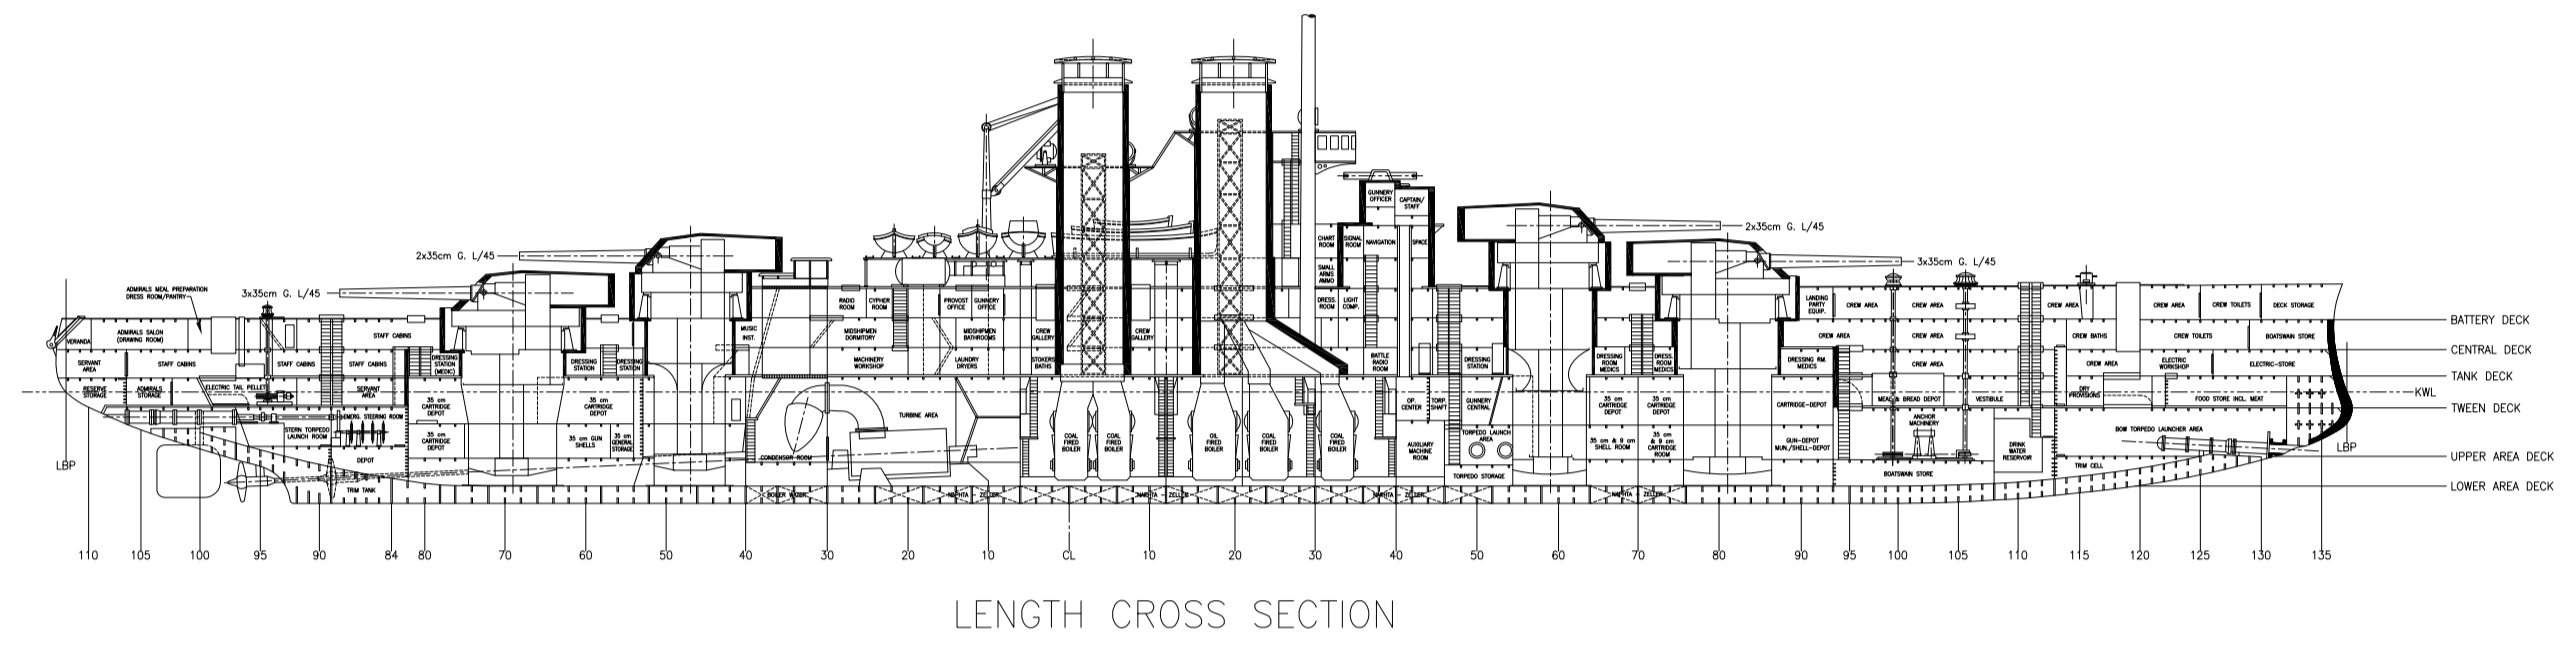 GUNNERY
OFFICER
CAPTAIN/
STAFF
2x35cm G. L/45
2x35cm G. L/45
3x35cm G. L/45
3x35cm G. L/45
CHART
ROOM
SIGNAL
ROOM
NAVIGATION
SPACE
SMALL
ARMS
AMMO
ADMIRALS MEAL PREPARATION
DRESS ROOM/PANTRY
RADIO
ROOM
CYPHER
ROOM
PROVOST
OFFICE
GUNNERY
OFFICE
DRESS.
ROOM
LIGHT
COMP.
LANDING
PARTY
EQUIP.
CREW AREA
CREW AREA
CREW AREA
CREW AREA
CREW TOILETS
DECK STORAGE
BATTERY DECK
VERANDA
ADMIRALS SALON
(DRAWING ROOM)
STAFF CABINS
MUSIC
INST.
MIDSHIPMEN
DORMITORY
MIDSHIPMEN
BATHROOMS
CREW
GALLERY
CREW
GALLERY
CREW AREA
CREW AREA
CREW BATHS
CREW TOILETS
BOATSWAIN STORE
CENTRAL DECK
SERVANT
AREA
STAFF CABINS
STAFF CABINS
STAFF CABINS
DRESSING
STATION
(MEDIC)
DRESSING
STATION
DRESSING
STATION
MACHINERY
WORKSHOP
LAUNDRY
DRYERS
STOKERS
BATHS
BATTLE
RADIO
ROOM
DRESSING
STATION
DRESSING
ROOM
MEDICS
DRESS.
ROOM
MEDICS
DRESSING RM.
MEDICS
CREW AREA
CREW AREA
ELECTRIC
WORKSHOP
ELECTRIC-STORE
TANK DECK
RESERVE
STORAGE
ADMIRALS
STORAGE
ELECTRIC TAIL PELLET
SERVANT
AREA
35 cm
CARTRIDGE
DEPOT
35 cm
CARTRIDGE
DEPOT
TURBINE AREA
OP.
CENTER
TORP.
SHAFT
GUNNERY
CENTRAL
35 cm
CARTRIDGE
DEPOT
35 cm
CARTRIDGE
DEPOT
CARTRIDGE-DEPOT
MEAL & BREAD DEPOT
VESTIBULE
DRY
PROVISIONS
FOOD STORE INCL. MEAT
KWL
TWEEN DECK
EMERG. STEERING ROOM
STERN TORPEDO
LAUNCH ROOM
35 cm
CARTRIDGE
DEPOT
35 cm GUN
SHELLS
35 cm
GENERAL
STORAGE
COAL
FIRED
BOILER
COAL
FIRED
BOILER
OIL
FIRED
BOILER
COAL
FIRED
BOILER
COAL
FIRED
BOILER
AUXILIARY
MACHINE
ROOM
TORPEDO LAUNCH
AREA
35 cm & 9 cm
SHELL ROOM
35 cm
& 9 cm
CARTRIDGE
ROOM
GUN-DEPOT
MUN./SHELL-DEPOT
ANCHOR
MACHINERY
DRINK
WATER
RESERVOIR
BOW TORPEDO LAUNCHER AREA
LBP
LBP
DEPOT
CONDENSOR ROOM
TORPEDO STORAGE
BOATSWAIN STORE
TRIM CELL
UPPER AREA DECK
TRIM TANK
BOILER WATER
NAPHTA - ZELLER
NAPHTA - ZELLER
NAPHTA - ZELLER
NAPHTA - ZELLER
LOWER AREA DECK
110 105 100 95 90 84 80 70 60 50 40 30 20 10 CL 10 20 30 40 50 60 70 80 90 95 100 105 110 115 120 125 130 135
LENGTH CROSS SECTION